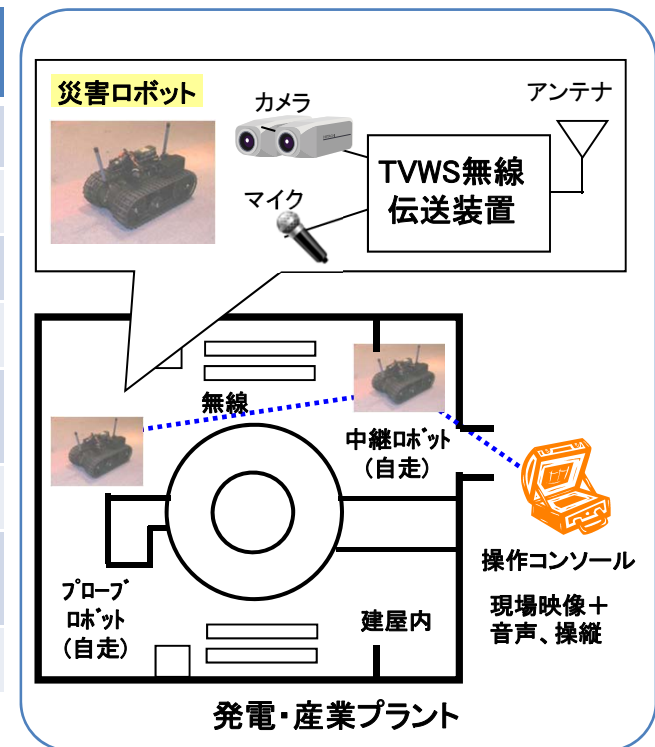 災害ロボット
カメラ
アンテナ
マイク
TVWS無線
伝送装置
無線
中継ロボット
(自走)
プローブ
ロボット
(自走)
建屋内
操作コンソール
現場映像＋
音声、操縦
発電・産業プラント